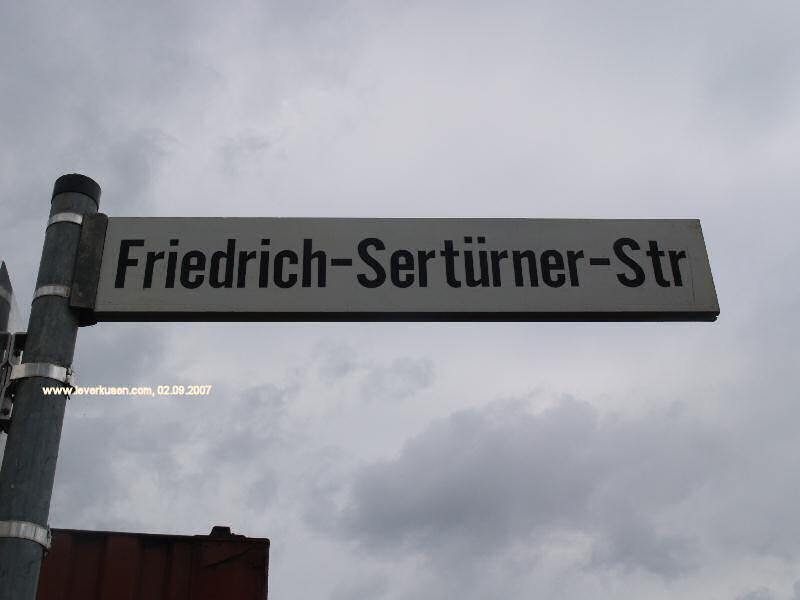 Friedrich-Sertürner-Str
www.leverkusen.com, 02.09.2007